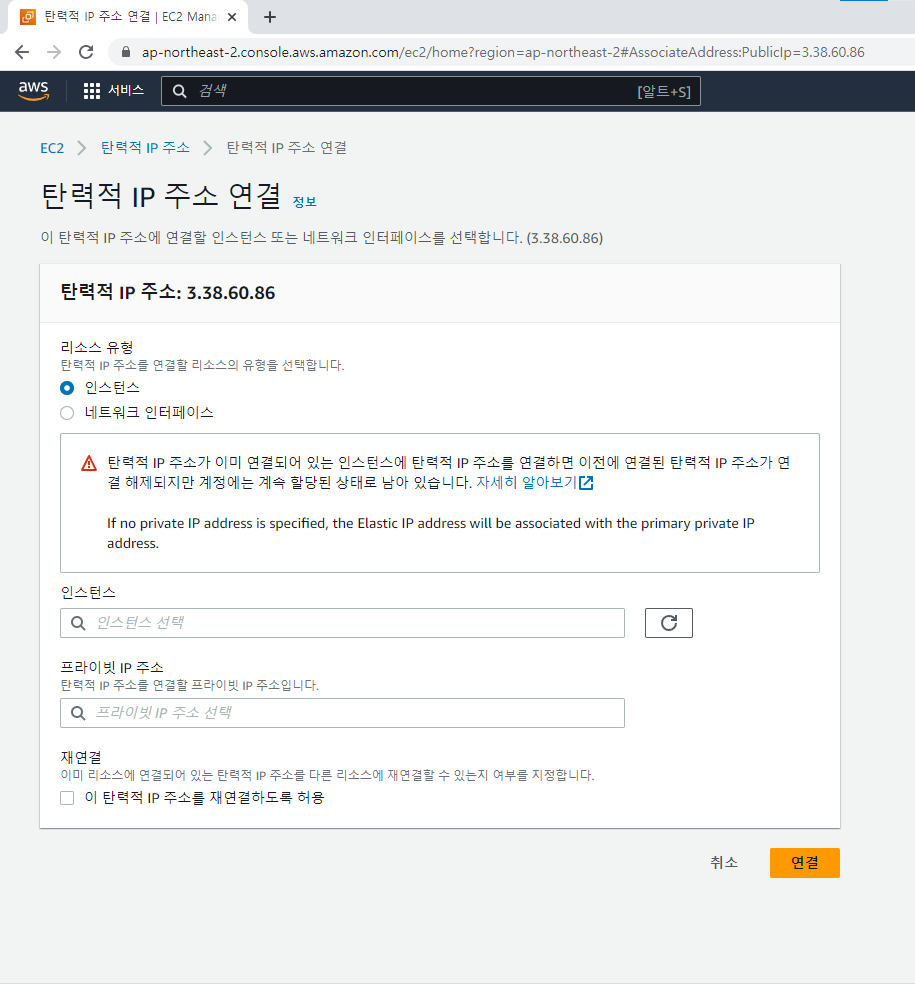 탄력적 IP 주소 연결 | EC2 Mana
ap-northeast-2.console.aws.amazon.com/ec2/home?region=ap-northeast-2#AssociateAddress:PublicIp=3.38.60.86
aws 서비스 검색 [알트+S]
EC2 > 탄력적 IP 주소 > 탄력적 IP 주소 연결
탄력적 IP 주소 연결 정보
이 탄력적 IP 주소에 연결할 인스턴스 또는 네트워크 인터페이스를 선택합니다. (3.38.60.86)
탄력적 IP 주소: 3.38.60.86
리소스 유형
탄력적 IP 주소를 연결할 리소스의 유형을 선택합니다.
인스턴스
네트워크 인터페이스
탄력적 IP 주소가 이미 연결되어 있는 인스턴스에 탄력적 IP 주소를 연결하면 이전에 연결된 탄력적 IP 주소가 연
결 해제되지만 계정에는 계속 할당된 상태로 남아 있습니다. 자세히 알아보기
If no private IP address is specified, the Elastic IP address will be associated with the primary private IP
address.
인스턴스
인스턴스 선택
프라이빗 IP 주소
탄력적 IP 주소를 연결할 프라이빗 IP 주소입니다.
프라이빗 IP 주소 선택
재연결
이미 리소스에 연결되어 있는 탄력적 IP 주소를 다른 리소스에 재연결할 수 있는지 여부를 지정합니다.
이 탄력적 IP 주소를 재연결하도록 허용
취소 연결